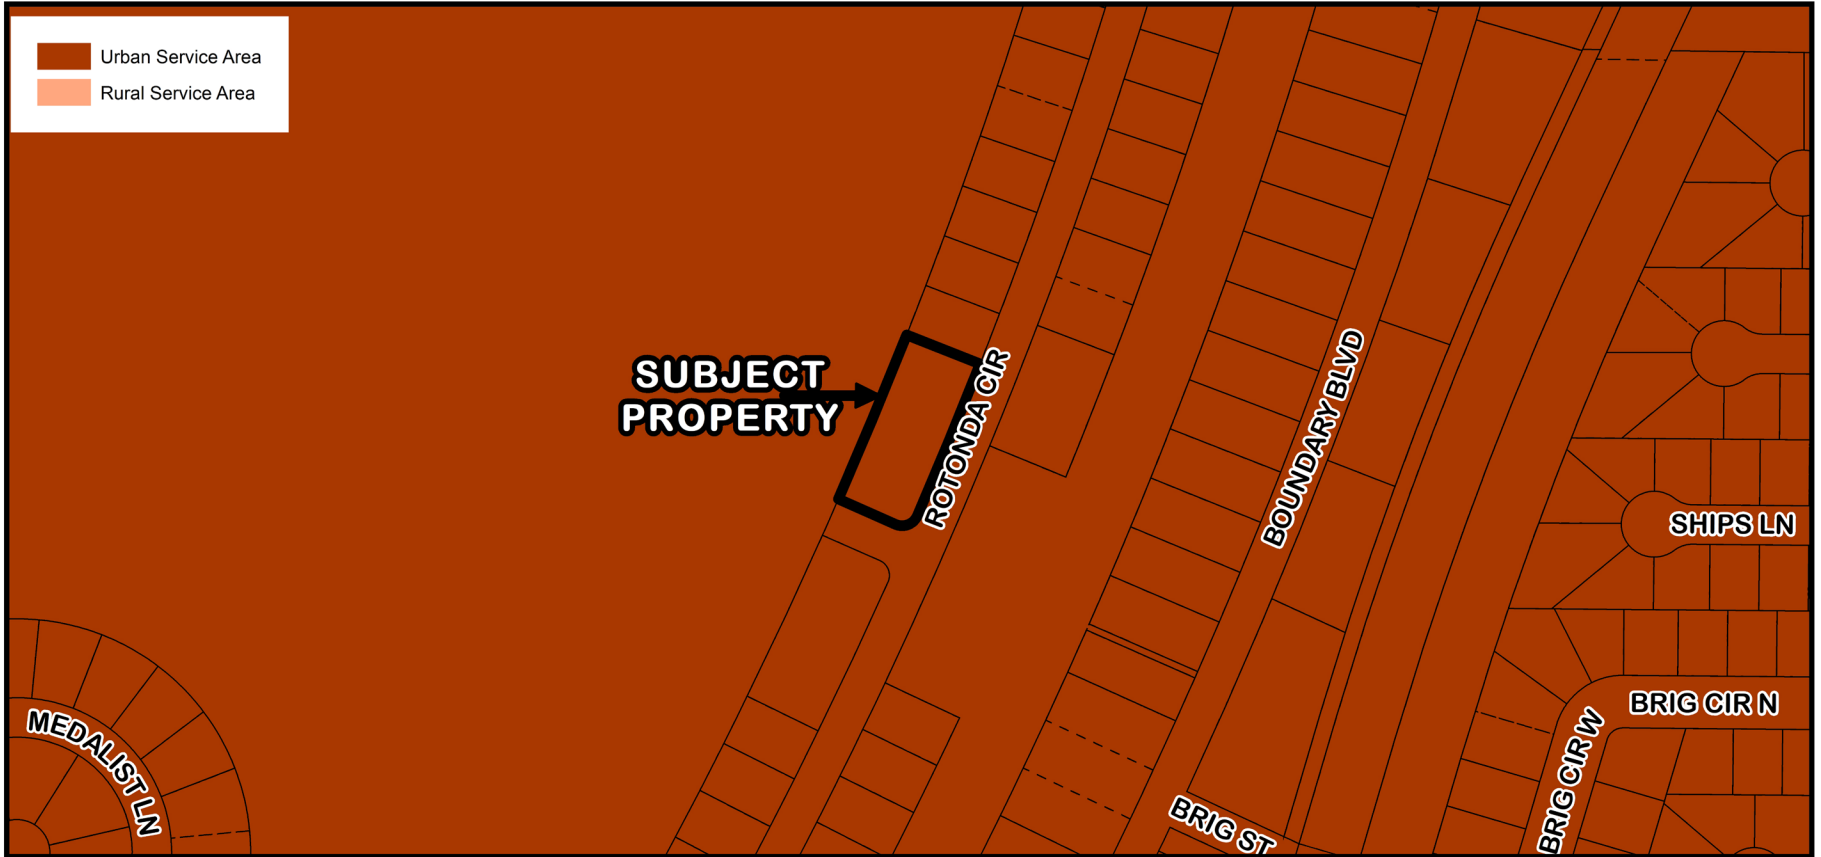 Urban Service Area
Rural Service Area
SUBJECT
PROPERTY
ROTONDA CIR
BOUNDARY BLVD
SHIPS LN
BRIG CIR N
BRIG CIR W
BRIG ST
MEDALIST LN